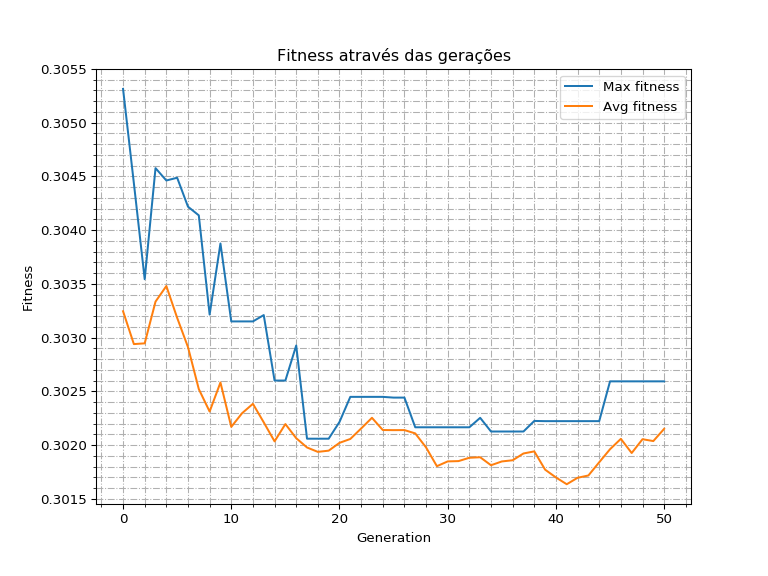 Fitness através das gerações
Max fitness
Avg fitness
0.3055
0.3050
0.3045
0.3040
0.3035
0.3030
0.3025
0.3020
0.3015
Fitness
0 10 20 30 40 50
Generation